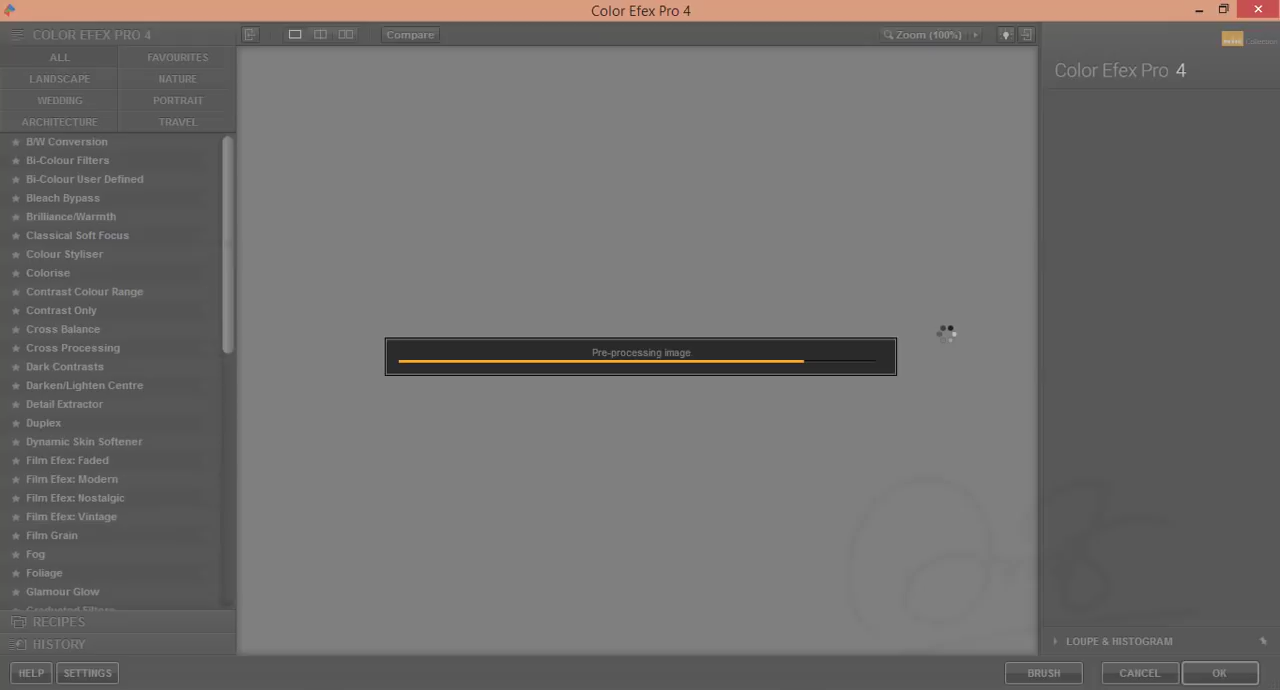 Color Efex Pro 4
COLOR EFEX PRO 4
Compare
Zoom (100%)
ALL
FAVOURITES
LANDSCAPE
NATURE
WEDDING
PORTRAIT
ARCHITECTURE
TRAVEL
B/W Conversion
Bi-Colour Filters
Bi-Colour User Defined
Bleach Bypass
Brilliance/Warmth
Classical Soft Focus
Colour Styliser
Colorise
Contrast Colour Range
Contrast Only
Cross Balance
Cross Processing
Dark Contrasts
Darken/Lighten Centre
Detail Extractor
Duplex
Dynamic Skin Softener
Film Efex: Faded
Film Efex: Modern
Film Efex: Nostalgic
Film Efex: Vintage
Film Grain
Fog
Foliage
Glamour Glow
Graduated Filters
RECIPES
HISTORY
HELP
SETTINGS
Pre-processing image
Collection
Color Efex Pro 4
LOUPE & HISTOGRAM
BRUSH
CANCEL
OK